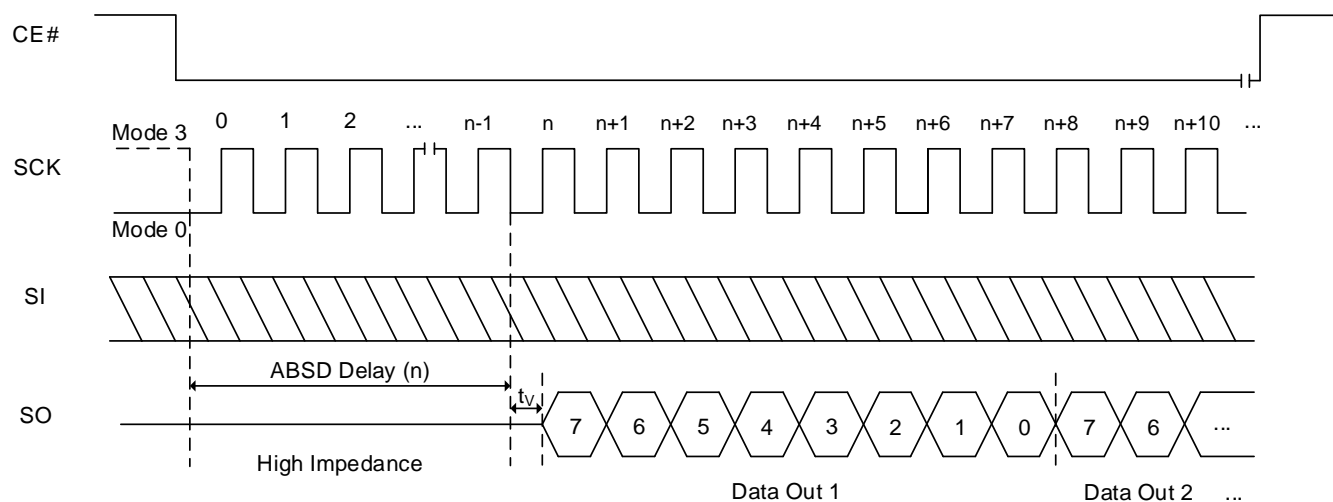 CE#
0 1 2 ... n-1 n n+1 n+2 n+3 n+4 n+5 n+6 n+7 n+8 n+9 n+10 ...
Mode 3
SCK
Mode 0
SI
ABSD Delay (n)
tV
SO
7 6 5 4 3 2 1 0 7 6 ...
High Impedance
Data Out 1 Data Out 2 ...